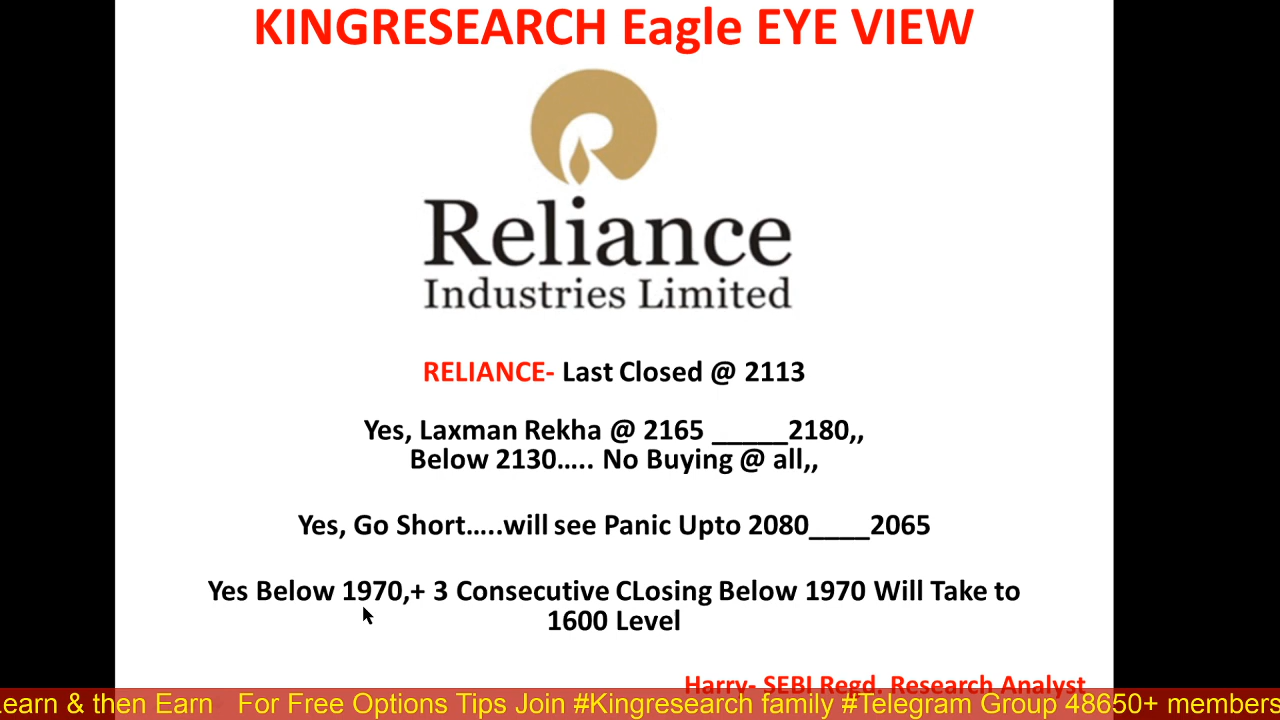 KINGRESEARCH Eagle EYE VIEW
Reliance
Industries Limited
RELIANCE- Last Closed @ 2113
Yes, Laxman Rekha @ 2165 _____2180,,
Below 2130..... No Buying @ all,,
Yes, Go Short.....will see Panic Upto 2080____2065
Yes Below 1970,+ 3 Consecutive CLosing Below 1970 Will Take to
1600 Level
Harry- SEBI Regd. Research Analyst
earn & then Earn For Free Options Tips Join #Kingresearch family #Telegram Group 48650+ members